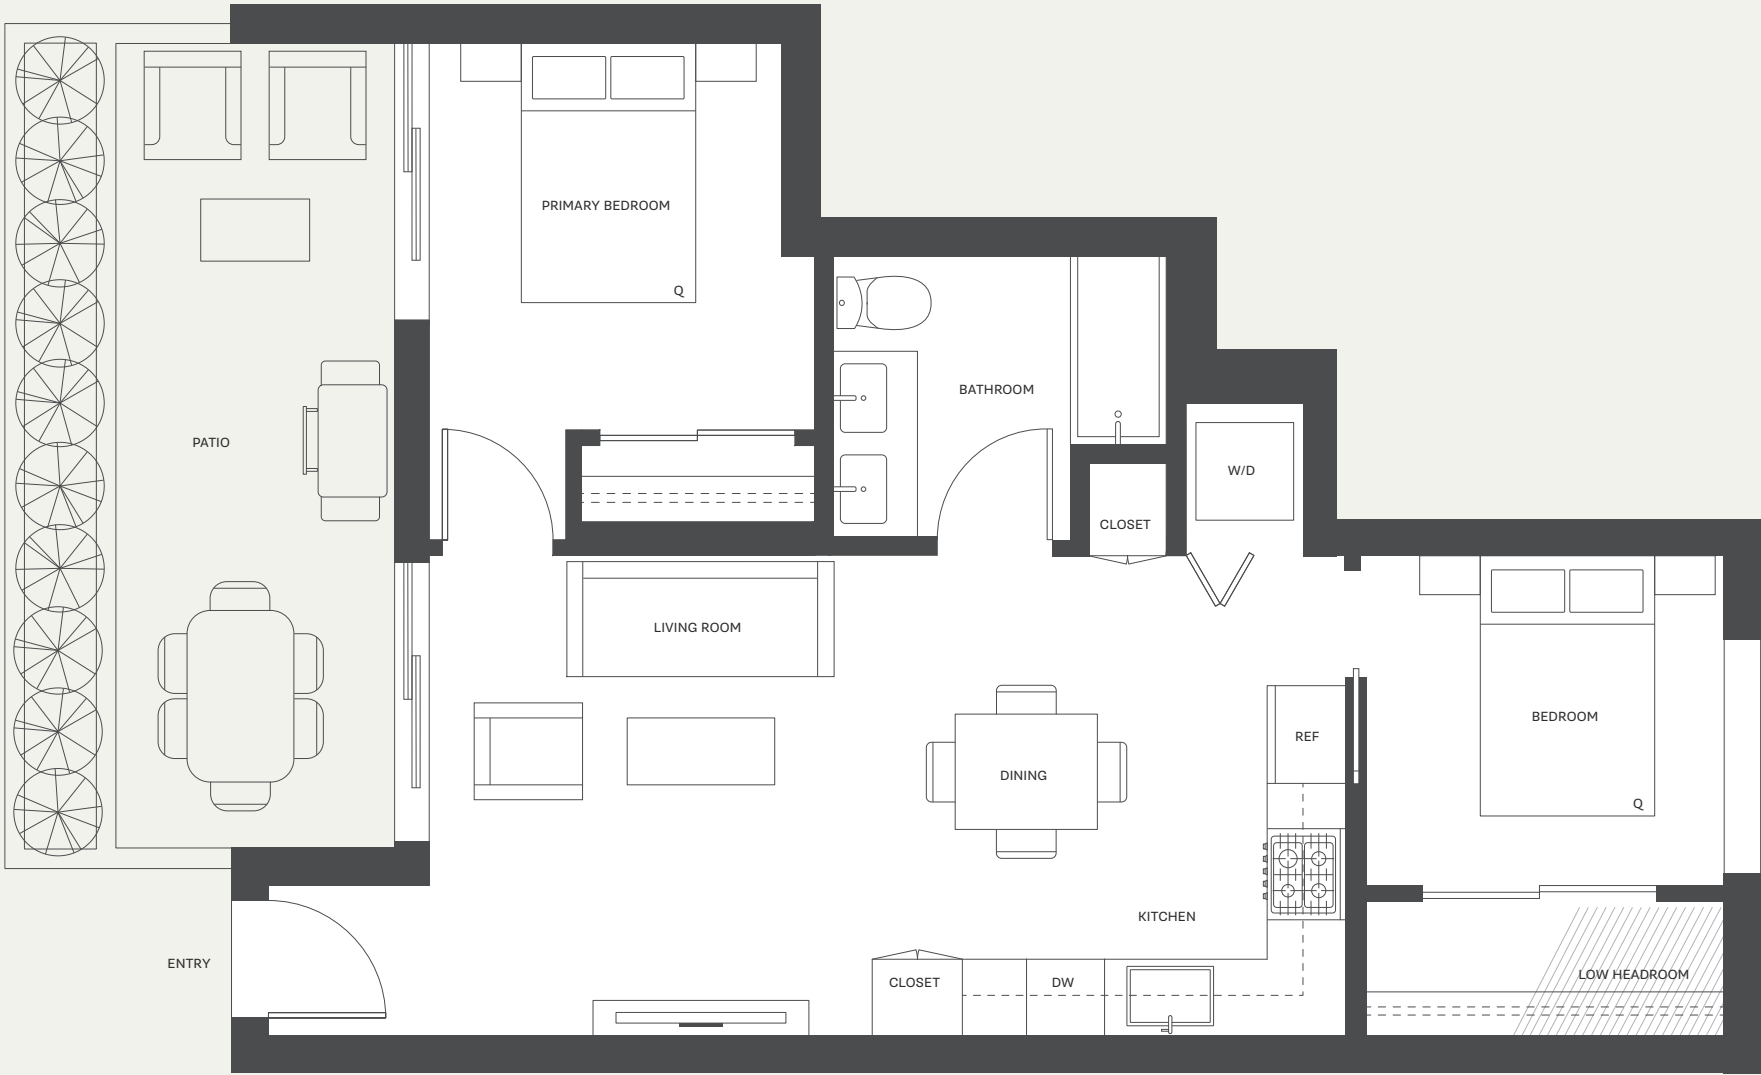 PRIMARY BEDROOM
Q
BATHROOM
PATIO
W/D
CLOSET
LIVING ROOM
BEDROOM
REF
DINING
Q
KITCHEN
ENTRY
CLOSET
DW
LOW HEADROOM